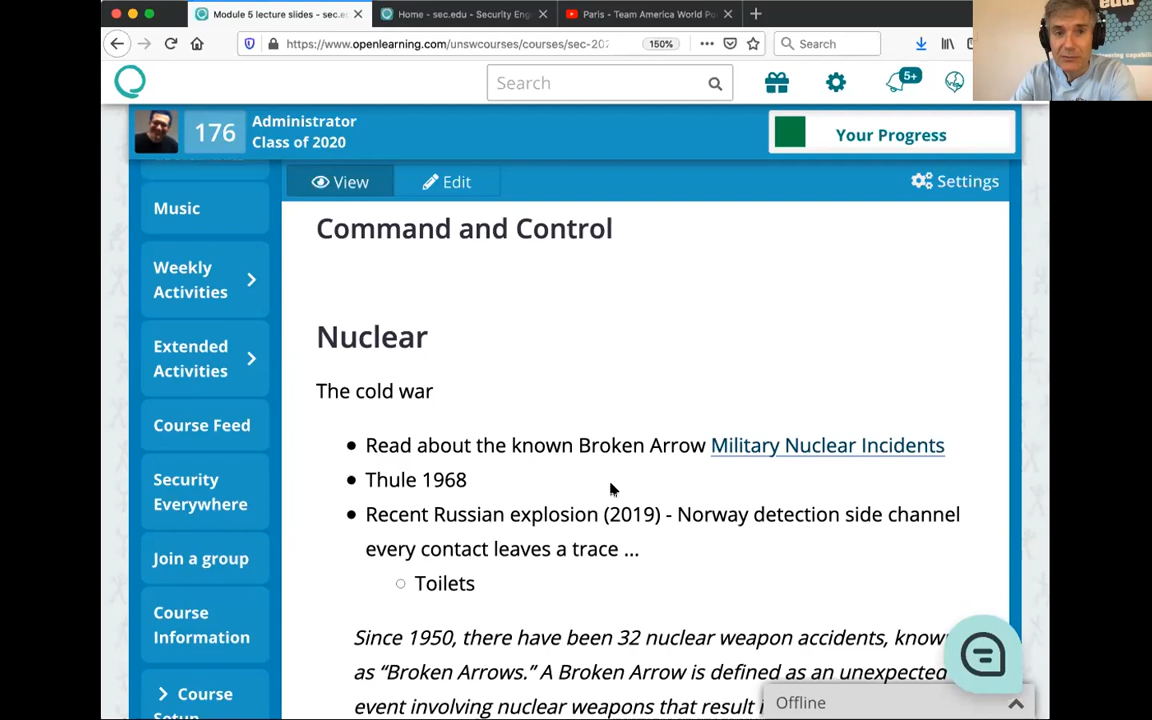 Module 5 lecture slides - sec.e
Home - sec.edu - Security En
Paris - Team America World Po
https://www.openlearning.com/unswcourses/courses/sec-20
150%
Search
Search
5+
176
Administrator
Class of 2020
Your Progress
View
Edit
Settings
Music
Weekly
Activities
Extended
Activities
Course Feed
Security
Everywhere
Join a group
Course
Information
Course
Command and Control
Nuclear
The cold war
Read about the known Broken Arrow Military Nuclear Incidents
Thule 1968
Recent Russian explosion (2019) - Norway detection side channel
every contact leaves a trace ...
Toilets
Since 1950, there have been 32 nuclear weapon accidents, know
as “Broken Arrows.” A Broken Arrow is defined as an unexpected
event involving nuclear weapons that result i
Offline